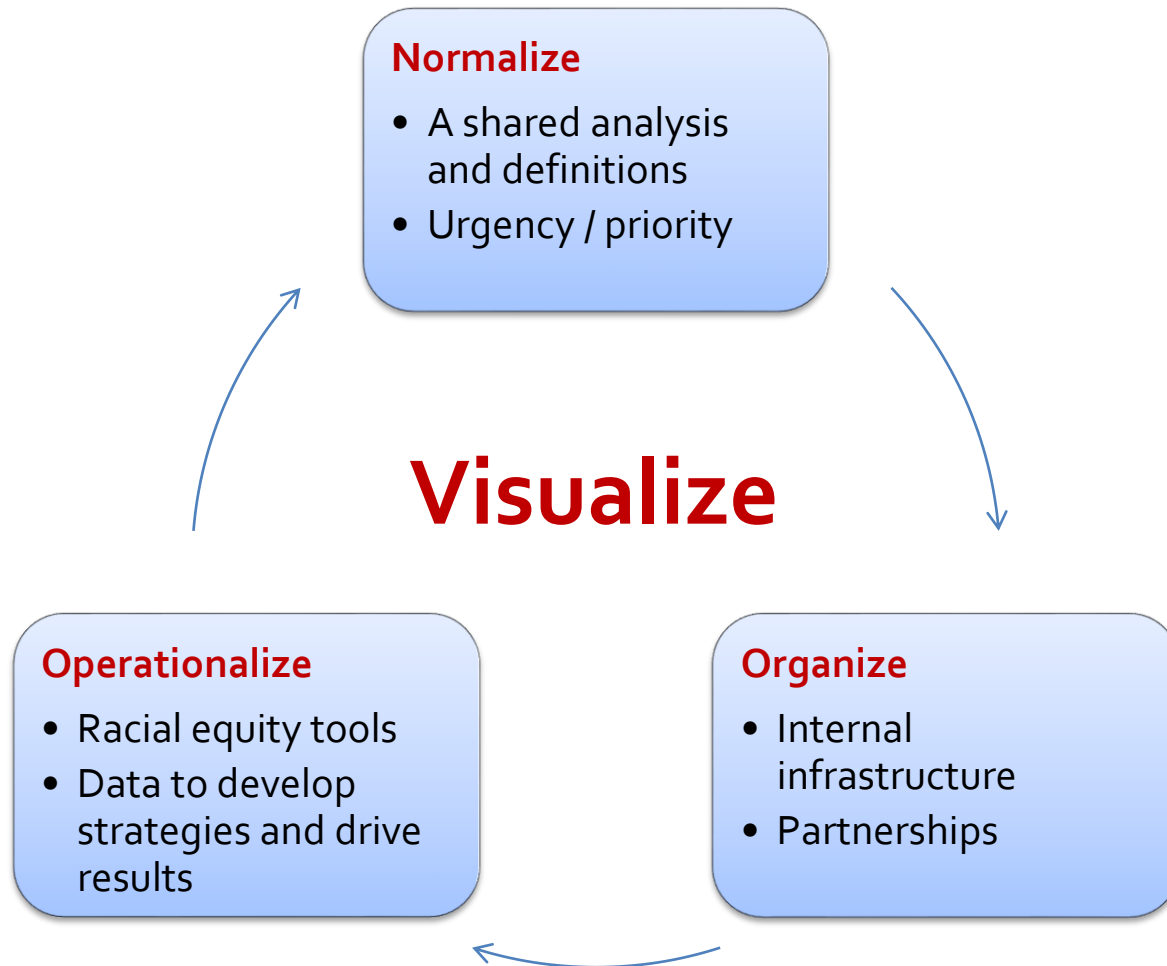 Normalize
• A shared analysis
and definitions
• Urgency / priority
Visualize
Operationalize
• Racial equity tools
• Data to develop
strategies and drive
results
Organize
• Internal
infrastructure
• Partnerships